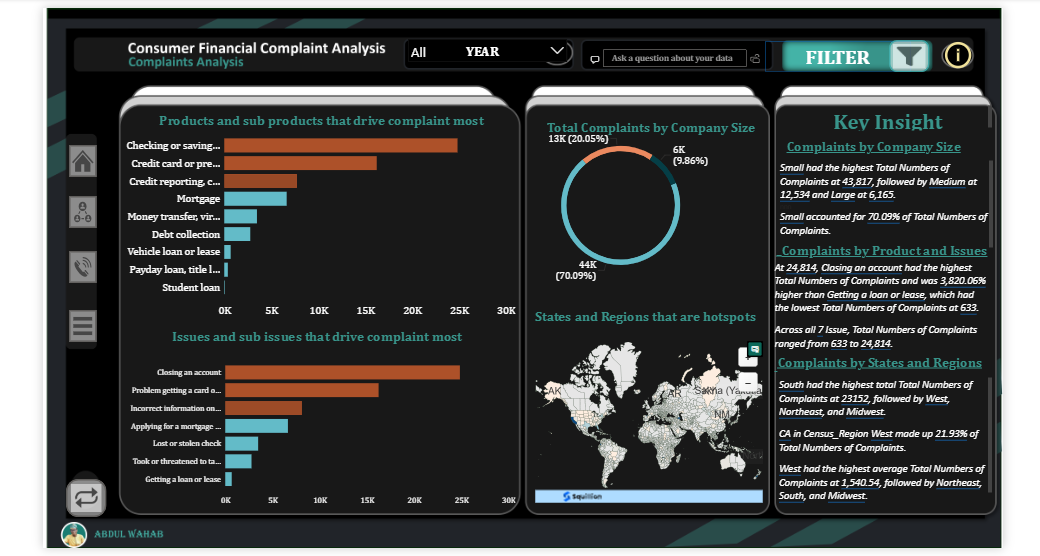 Consumer Financial Complaint Analysis
Complaints Analysis
All
YEAR
Ask a question about your data
FILTER
i
Products and sub products that drive complaint most
Checking or saving...
Credit card or pre...
Credit reporting, c...
Mortgage
Money transfer, vir...
Debt collection
Vehicle loan or lease
Payday loan, title l...
Student loan
0K 5K 10K 15K 20K 25K 30K
Issues and sub issues that drive complaint most
Closing an account
Problem getting a card o...
Incorrect information on...
Applying for a mortgage ...
Lost or stolen check
Took or threatened to ta...
Getting a loan or lease
0K 5K 10K 15K 20K 25K 30K
Total Complaints by Company Size
13K (20.05%)
6K
(9.86%)
44K
(70.09%)
States and Regions that are hotspots
AK
AR
Sakha (Yakutia
NM
Squillion
Key Insight
Complaints by Company Size
Small had the highest Total Numbers of
Complaints at 43,817, followed by Medium at
12,534 and Large at 6,165.
Small accounted for 70.09% of Total Numbers of
Complaints.
_Complaints by Product and Issues
At 24,814, Closing an account had the highest
Total Numbers of Complaints and was 3,820.06%
higher than Getting a loan or lease, which had
the lowest Total Numbers of Complaints at 633.
Across all 7 Issue, Total Numbers of Complaints
ranged from 633 to 24,814.
Complaints by States and Regions
South had the highest total Total Numbers of
Complaints at 23152, followed by West,
Northeast, and Midwest.
CA in Census_Region West made up 21.93% of
Total Numbers of Complaints.
West had the highest average Total Numbers of
Complaints at 1,540.54, followed by Northeast,
South, and Midwest.
ABDUL WAHAB